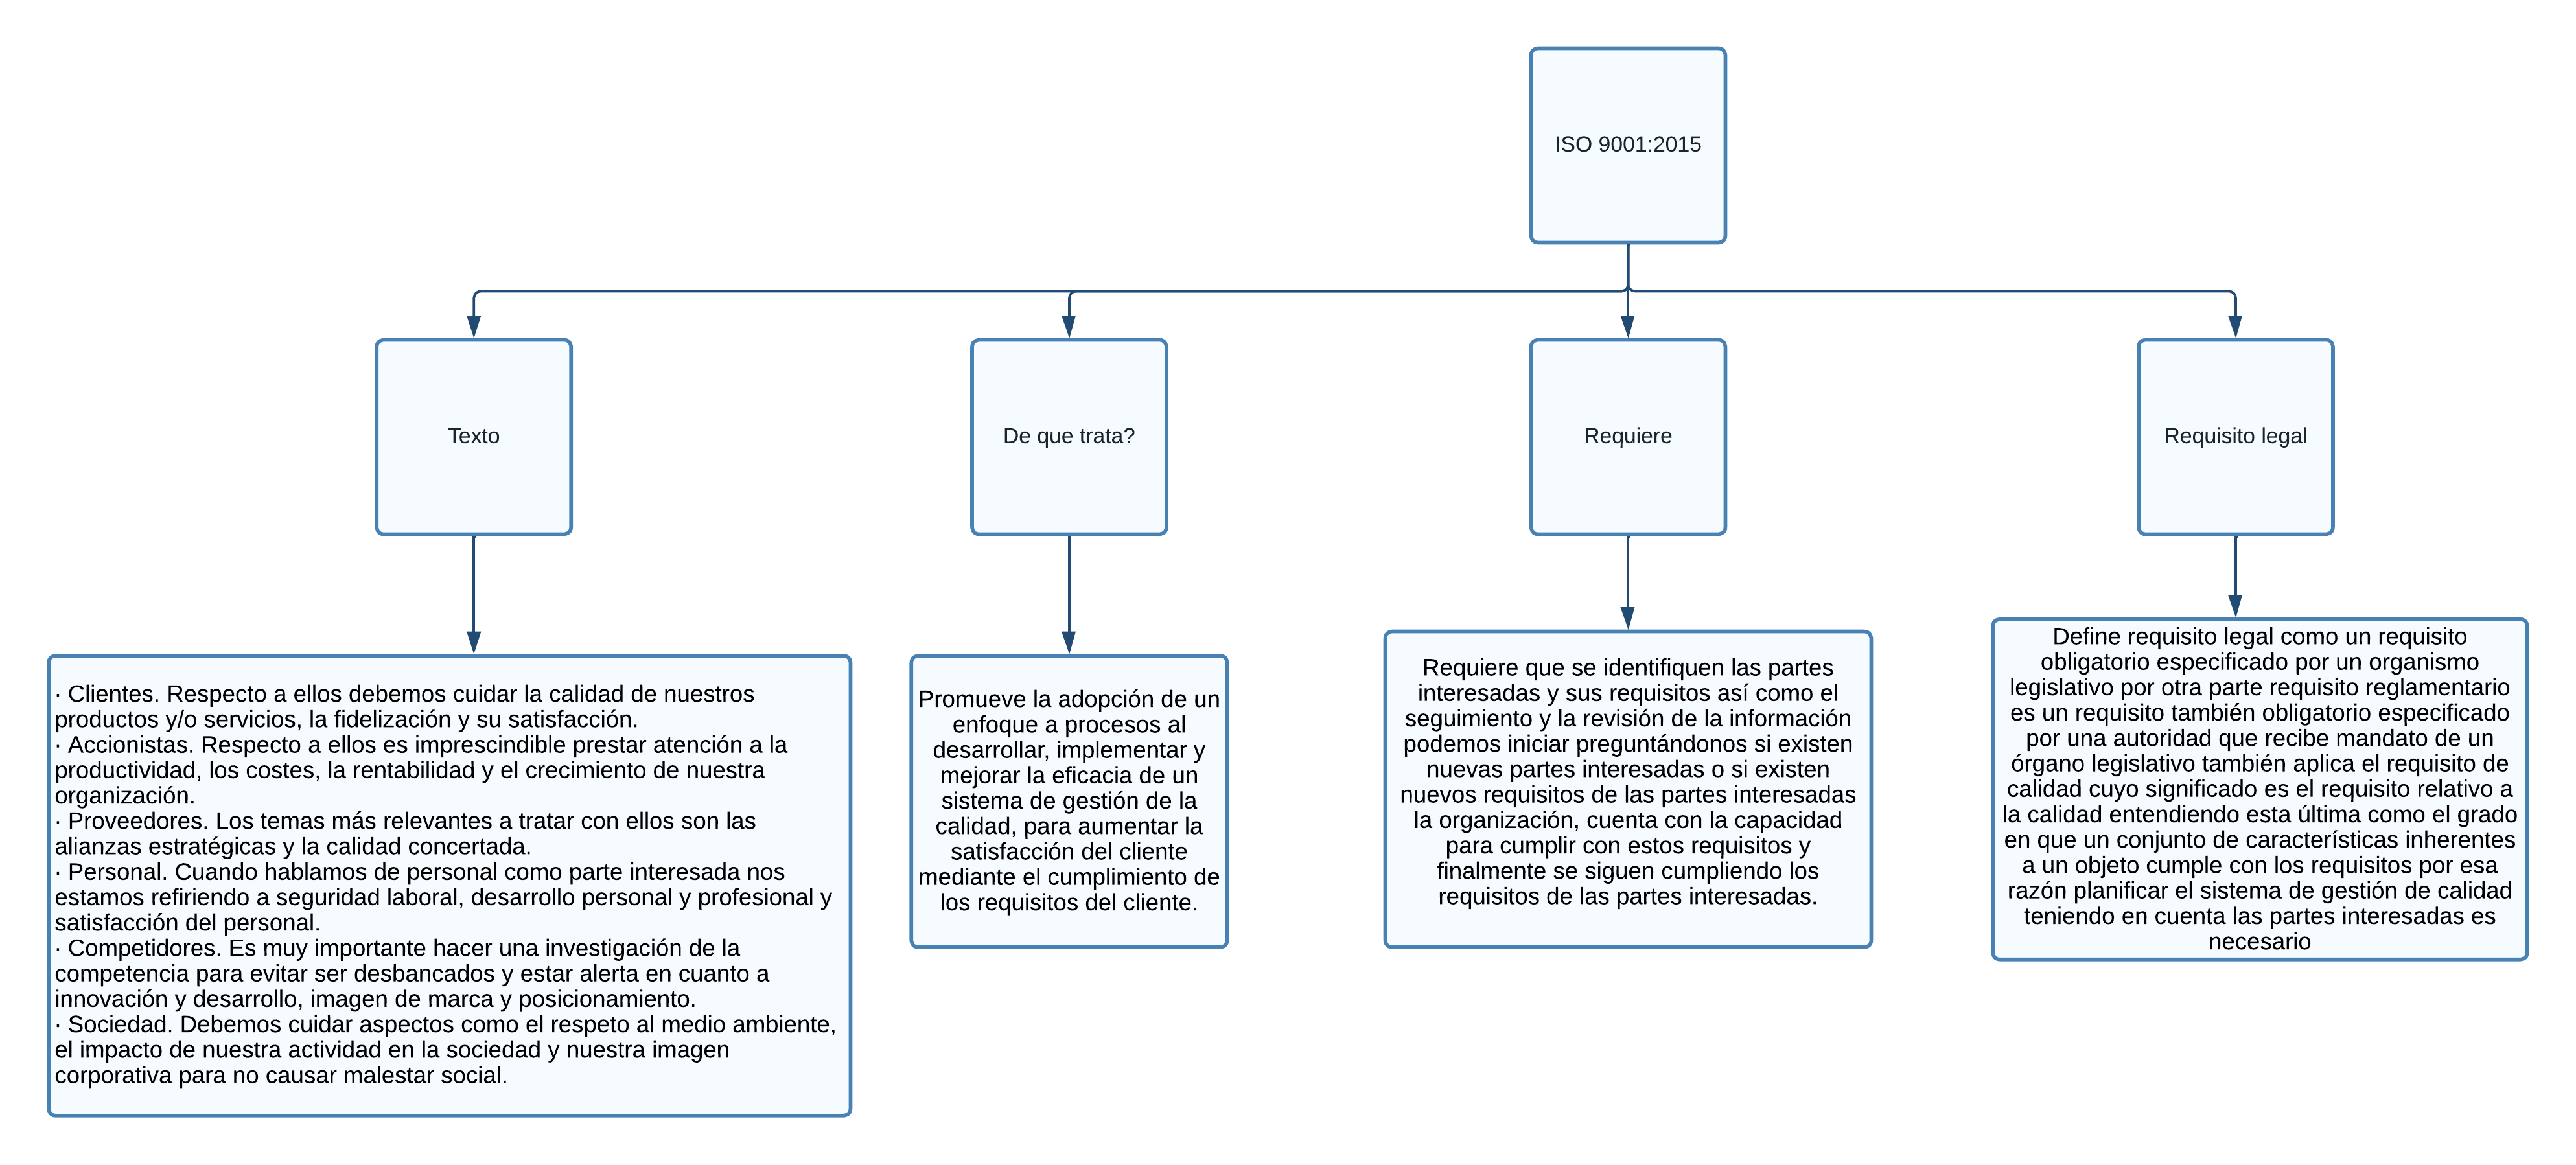 ISO 9001:2015
Texto
De que trata?
Requiere
Requisito legal
· Clientes. Respecto a ellos debemos cuidar la calidad de nuestros
productos y/o servicios, la fidelización y su satisfacción.
· Accionistas. Respecto a ellos es imprescindible prestar atención a la
productividad, los costes, la rentabilidad y el crecimiento de nuestra
organización.
· Proveedores. Los temas más relevantes a tratar con ellos son las
alianzas estratégicas y la calidad concertada.
· Personal. Cuando hablamos de personal como parte interesada nos
estamos refiriendo a seguridad laboral, desarrollo personal y profesional y
satisfacción del personal.
· Competidores. Es muy importante hacer una investigación de la
competencia para evitar ser desbancados y estar alerta en cuanto a
innovación y desarrollo, imagen de marca y posicionamiento.
· Sociedad. Debemos cuidar aspectos como el respeto al medio ambiente,
el impacto de nuestra actividad en la sociedad y nuestra imagen
corporativa para no causar malestar social.
Promueve la adopción de un
enfoque a procesos al
desarrollar, implementar y
mejorar la eficacia de un
sistema de gestión de la
calidad, para aumentar la
satisfacción del cliente
mediante el cumplimiento de
los requisitos del cliente.
Requiere que se identifiquen las partes
interesadas y sus requisitos así como el
seguimiento y la revisión de la información
podemos iniciar preguntándonos si existen
nuevas partes interesadas o si existen
nuevos requisitos de las partes interesadas
la organización, cuenta con la capacidad
para cumplir con estos requisitos y
finalmente se siguen cumpliendo los
requisitos de las partes interesadas.
Define requisito legal como un requisito
obligatorio especificado por un organismo
legislativo por otra parte requisito reglamentario
es un requisito también obligatorio especificado
por una autoridad que recibe mandato de un
órgano legislativo también aplica el requisito de
calidad cuyo significado es el requisito relativo a
la calidad entendiendo esta última como el grado
en que un conjunto de características inherentes
a un objeto cumple con los requisitos por esa
razón planificar el sistema de gestión de calidad
teniendo en cuenta las partes interesadas es
necesario